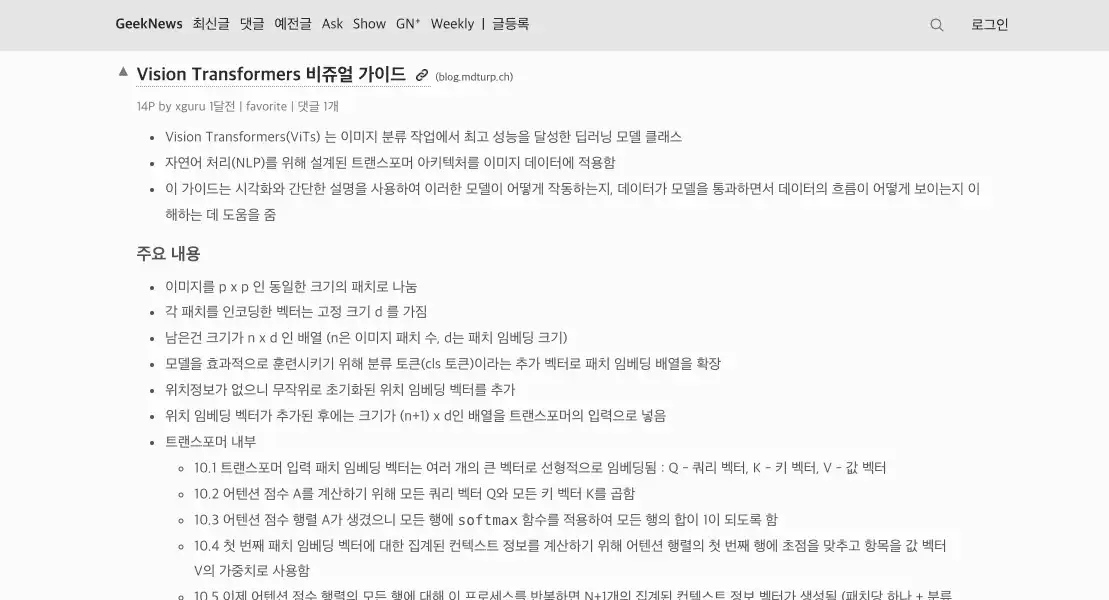 GeekNews 최신글 댓글 예전글 Ask Show GN⁺ Weekly | 글등록 로그인
▲ Vision Transformers 비쥬얼 가이드 (blog.mdturp.ch)
14P by xguru 1달전 | favorite | 댓글 1개
• Vision Transformers(ViTs) 는 이미지 분류 작업에서 최고 성능을 달성한 딥러닝 모델 클래스
• 자연어 처리(NLP)를 위해 설계된 트랜스포머 아키텍처를 이미지 데이터에 적용함
• 이 가이드는 시각화와 간단한 설명을 사용하여 이러한 모델이 어떻게 작동하는지, 데이터가 모델을 통과하면서 데이터의 흐름이 어떻게 보이는지 이
해하는 데 도움을 줌
주요 내용
• 이미지를 p x p 인 동일한 크기의 패치로 나눔
• 각 패치를 인코딩한 벡터는 고정 크기 d 를 가짐
• 남은건 크기가 n x d 인 배열 (n은 이미지 패치 수, d는 패치 임베딩 크기)
• 모델을 효과적으로 훈련시키기 위해 분류 토큰(cls 토큰)이라는 추가 벡터로 패치 임베딩 배열을 확장
• 위치정보가 없으니 무작위로 초기화된 위치 임베딩 벡터를 추가
• 위치 임베딩 벡터가 추가된 후에는 크기가 (n+1) x d인 배열을 트랜스포머의 입력으로 넣음
• 트랜스포머 내부
◦ 10.1 트랜스포머 입력 패치 임베딩 벡터는 여러 개의 큰 벡터로 선형적으로 임베딩됨 : Q - 쿼리 벡터, K - 키 벡터, V - 값 벡터
◦ 10.2 어텐션 점수 A를 계산하기 위해 모든 쿼리 벡터 Q와 모든 키 벡터 K를 곱함
◦ 10.3 어텐션 점수 행렬 A가 생겼으니 모든 행에 softmax 함수를 적용하여 모든 행의 합이 1이 되도록 함
◦ 10.4 첫 번째 패치 임베딩 벡터에 대한 집계된 컨텍스트 정보를 계산하기 위해 어텐션 행렬의 첫 번째 행에 초점을 맞추고 항목을 값 벡터
V의 가중치로 사용함
◦ 10.5 이제 어텐션 점수 행렬의 모든 행에 대해 이 프로세스를 반복하면 N+1개의 집계된 컨텍스트 정보 벡터가 생성됨 (패치당 하나 + 분류